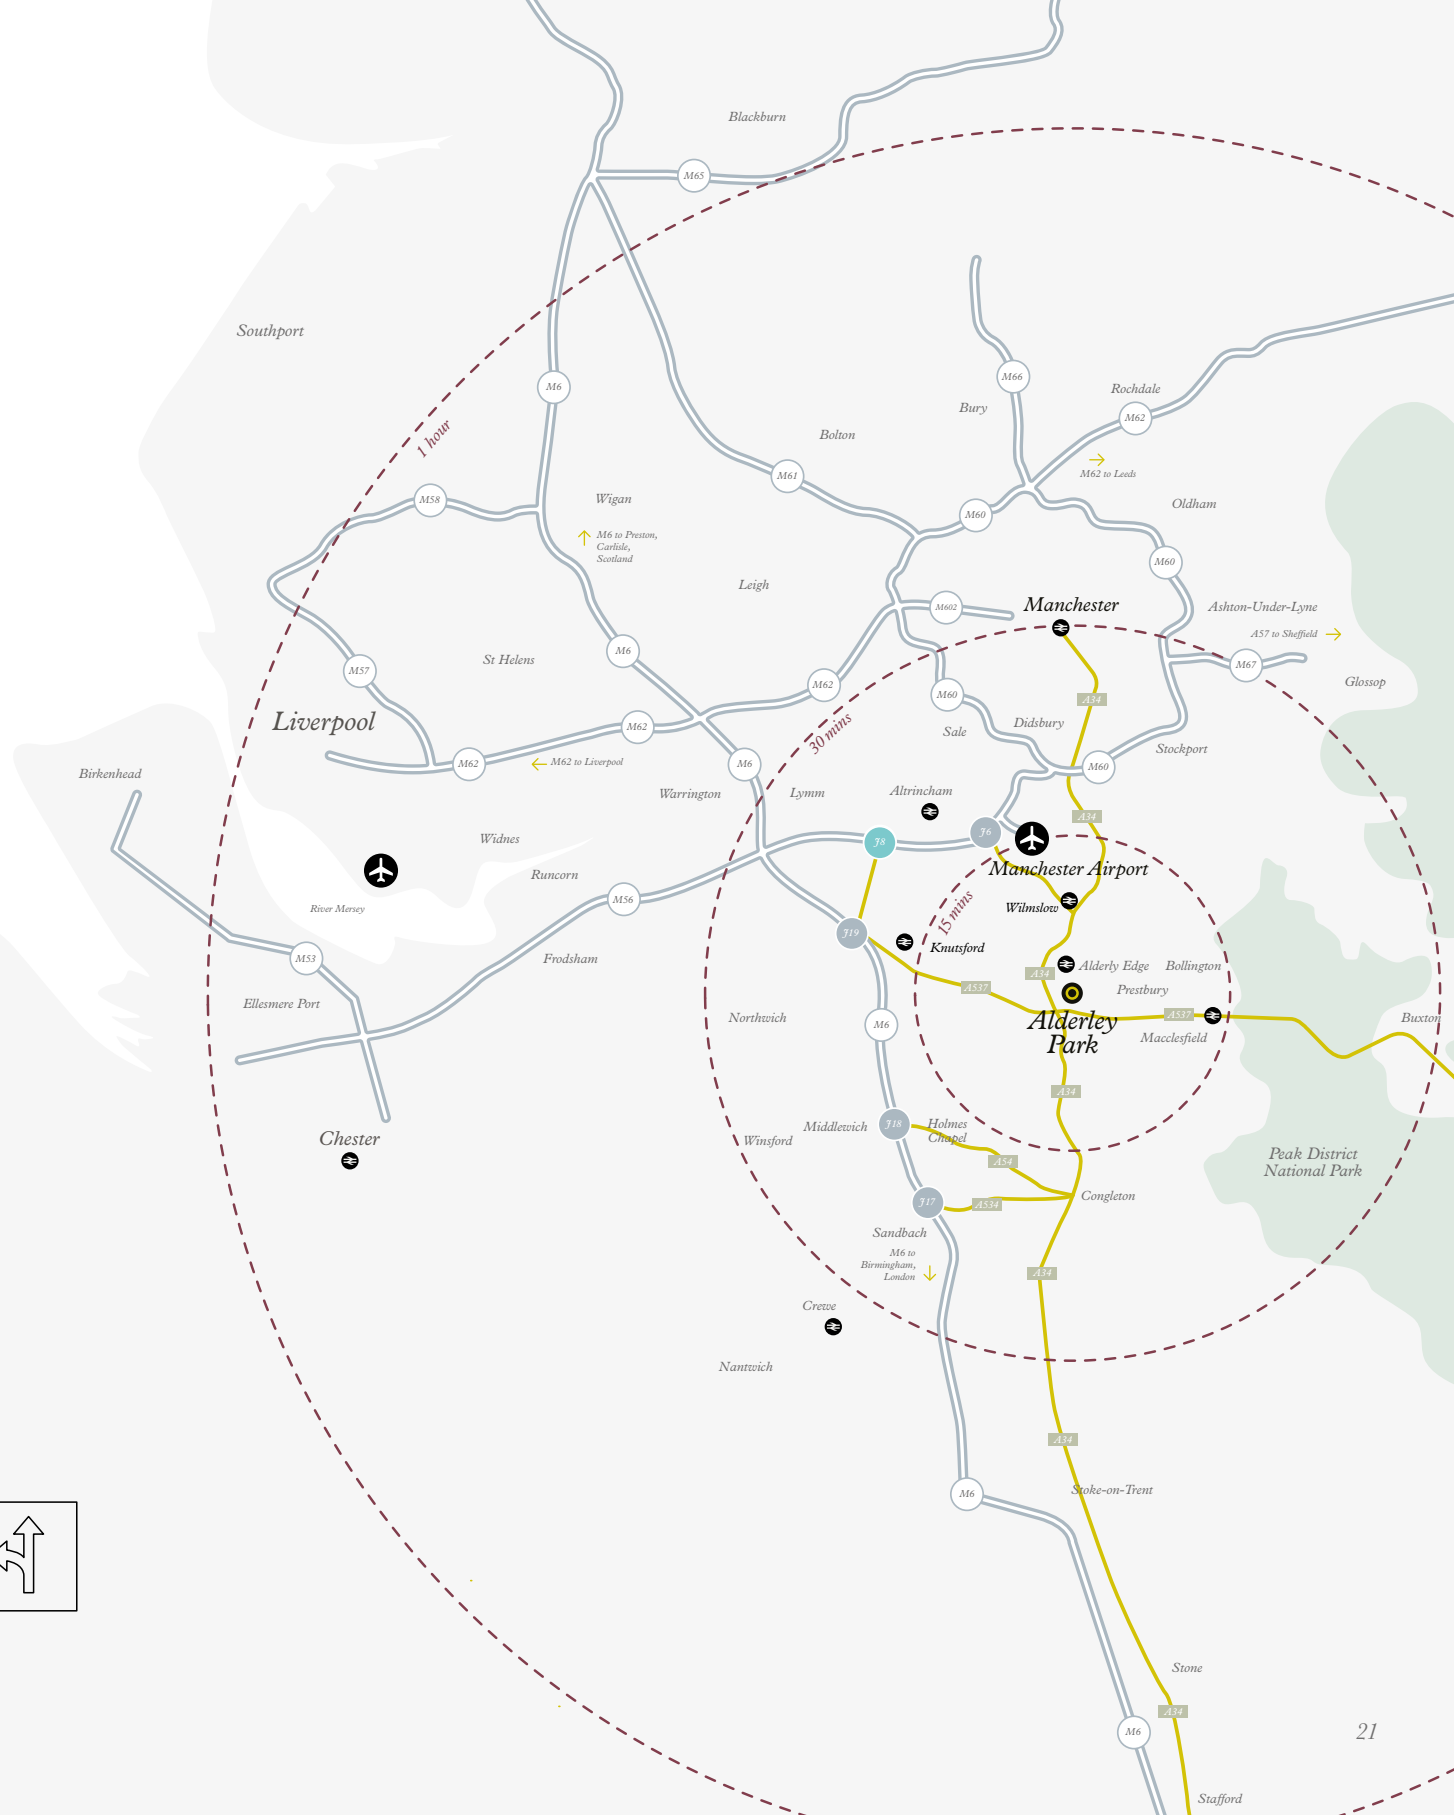 Blackburn
M65
Southport
M6
M66
Rochdale
Bury
M62
1 hour
Bolton
M61
M62 to Leeds
M58
Wigan
M60
Oldham
M6 to Preston,
Carlisle,
Scotland
M60
Leigh
M602
Manchester
Ashton-Under-Lyne
A57 to Sheffield
M6
St Helens
M57
M62
M67
Glossop
M60
A34
Liverpool
M62
30 mins
Sale
Didsbury
Stockport
M62
M62 to Liverpool
M6
M60
Birkenhead
Warrington
Lymm
Altrincham
A34
Widnes
J8
J6
Manchester Airport
Runcorn
M56
River Mersey
15 mins
Wilmslow
J19
Knutsford
M53
Frodsham
A34
Alderly Edge
Bollington
A537
Prestbury
Ellesmere Port
Northwich
M6
Alderley
Park
A537
Buxton
Macclesfield
A34
Chester
Winsford
Middlewich
J18
Holmes
Chapel
A54
Peak District
National Park
J17
A534
Congleton
Sandbach
M6 to
Birmingham,
London
A34
Crewe
Nantwich
A34
M6
Stoke-on-Trent
Stone
A34
M6
21
Stafford